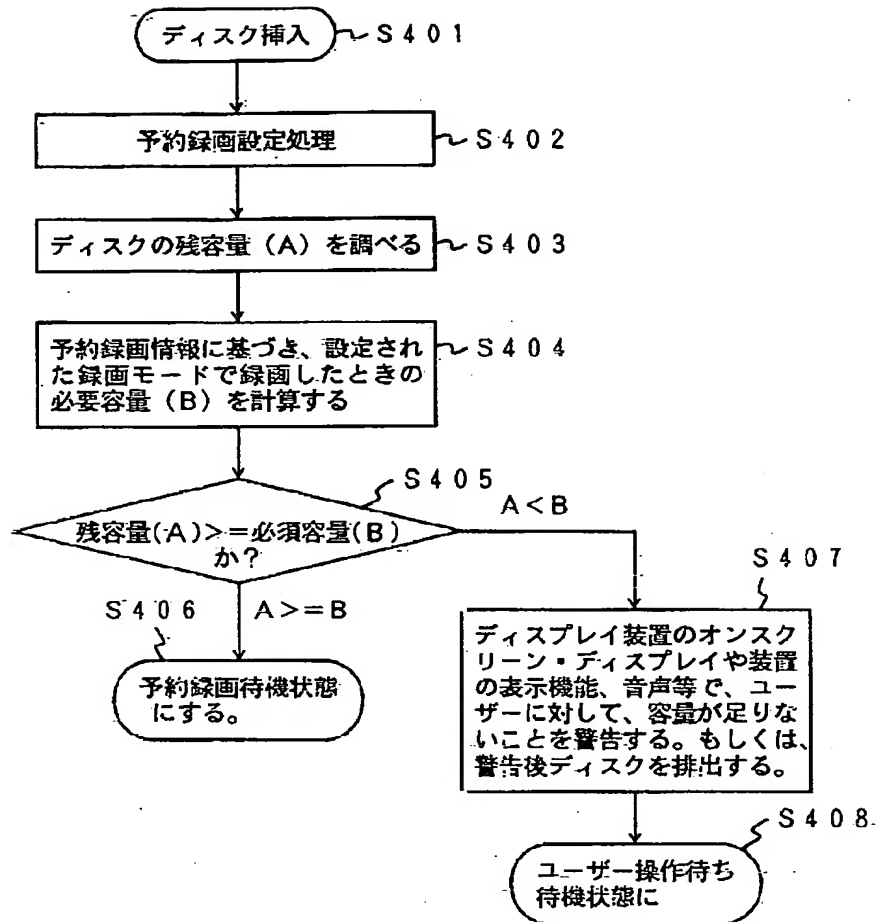 ディスク挿入 S401
予約録画設定処理 S402
ディスクの残容量(A)を調べる S403
予約録画情報に基づき、設定され S404
た録画モードで録画したときの
必要容量(B)を計算する
S405
残容量(A)>=必須容量(B)
か?
A<B
S406 A>=B
予約録画待機状態
にする。
S407
ディスプレイ装置のオンスク
リーン・ディスプレイや装置
の表示機能、音声等で、ユー
ザーに対して、容量が足りな
いことを警告する。もしくは、
警告後ディスクを排出する。
S408
ユーザー操作待ち
待機状態に